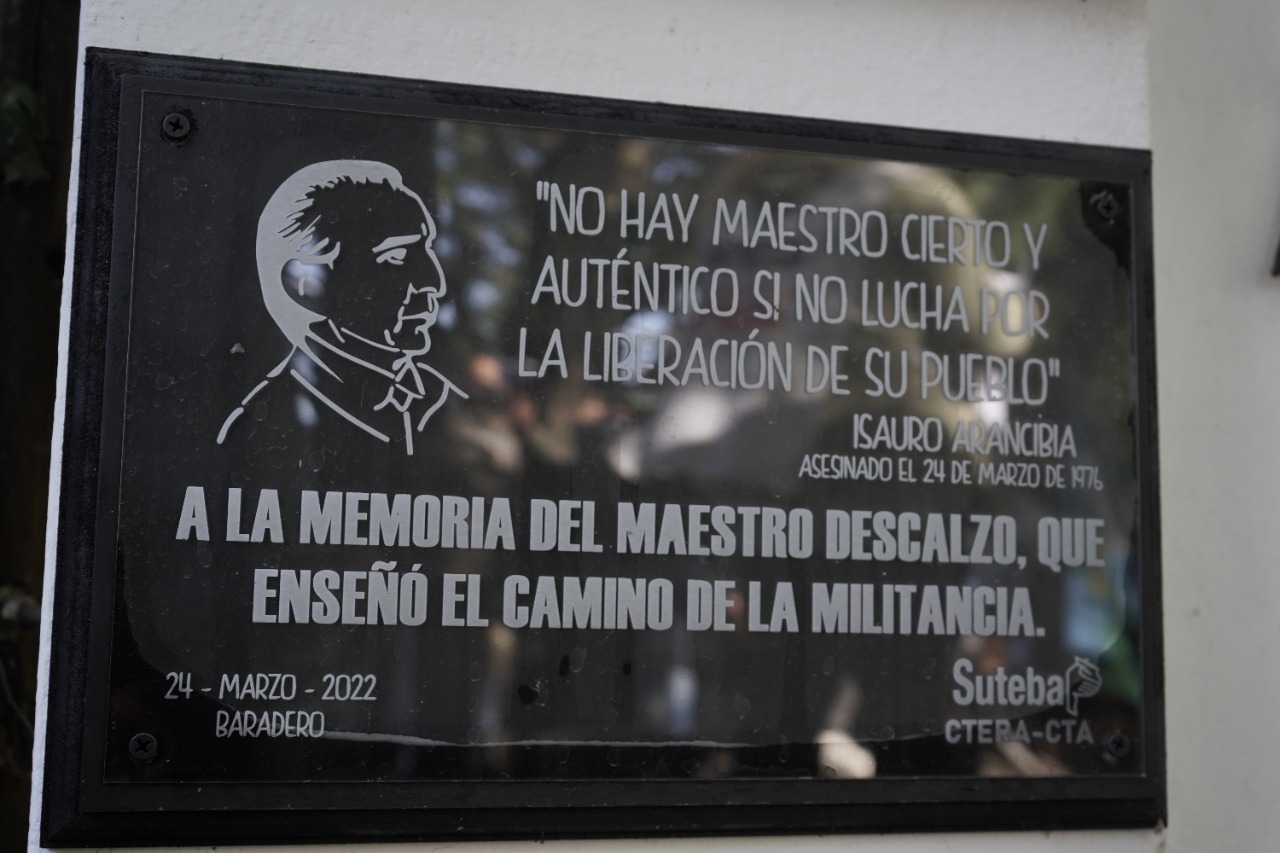 "NO HAY MAESTRO CIERTO Y
AUTÉNTICO SI NO LUCHA POR
LA LIBERACIÓN DE SU PUEBLO"
ISAURO ARANCIBIA
ASESINADO EL 24 DE MARZO DE 1976
A LA MEMORIA DEL MAESTRO DESCALZO, QUE
ENSEÑÓ EL CAMINO DE LA MILITANCIA.
24 - MARZO - 2022
BARADERO
Suteba
CTERA-CTA